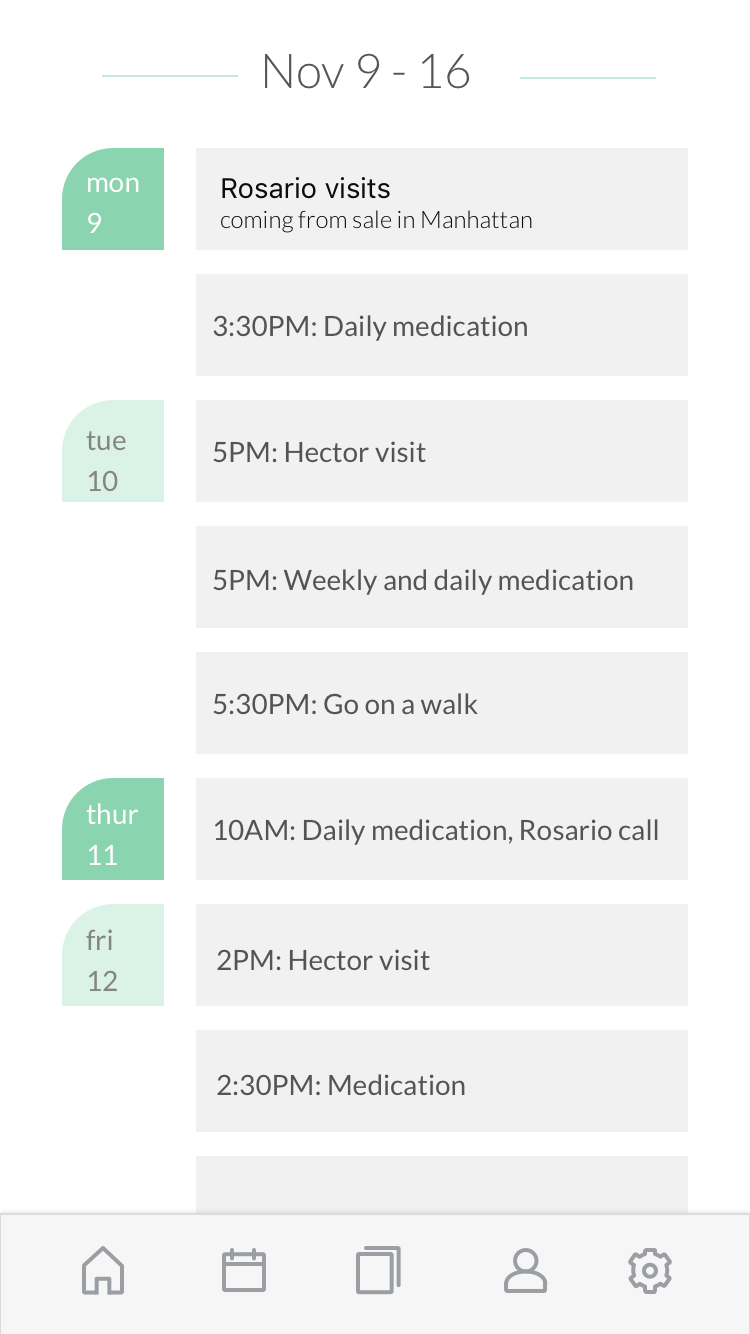 Nov 9 - 16
mon
9
Rosario visits
coming from sale in Manhattan
3:30PM: Daily medication
tue
10
5PM: Hector visit
5PM: Weekly and daily medication
5:30PM: Go on a walk
thur
11
10AM: Daily medication, Rosario call
fri
12
2PM: Hector visit
2:30PM: Medication